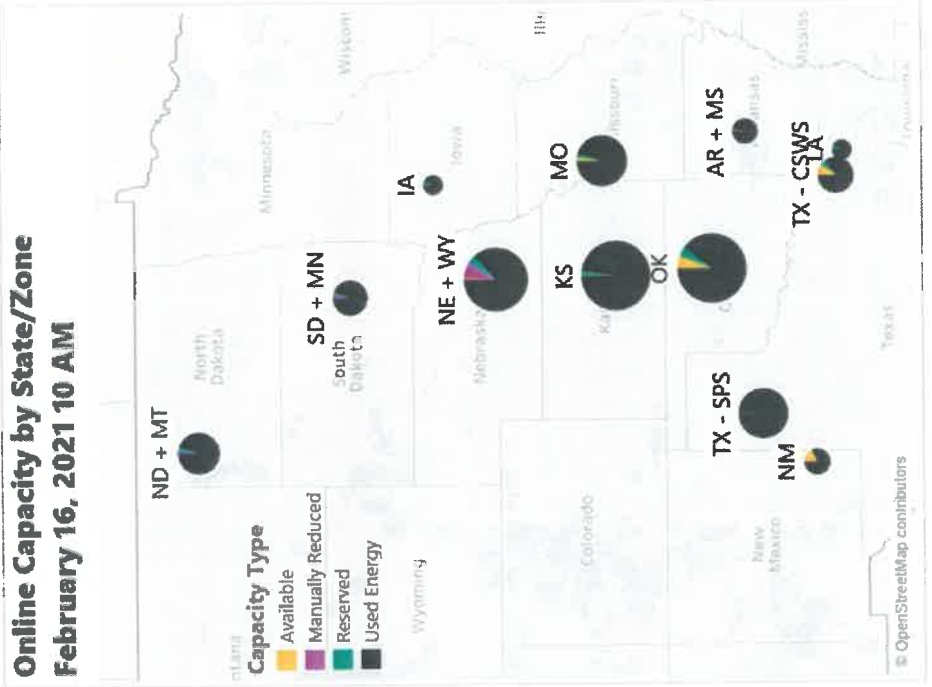 Online Capacity by State/Zone
February 16, 2021 10 AM
ND + MT
North
Dakota
Minnesota
SD + MN
South
Dakota
Wyoming
NE + WY
Nebraska
IA
Iowa
Capacity Type
Available
Manually Reduced
Reserved
Used Energy
Colorado
KS
MO
OK
AR + MS
TX - CSWS
LA
TX - SPS
NM
New
Mexico
Texas
© OpenStreetMap contributors